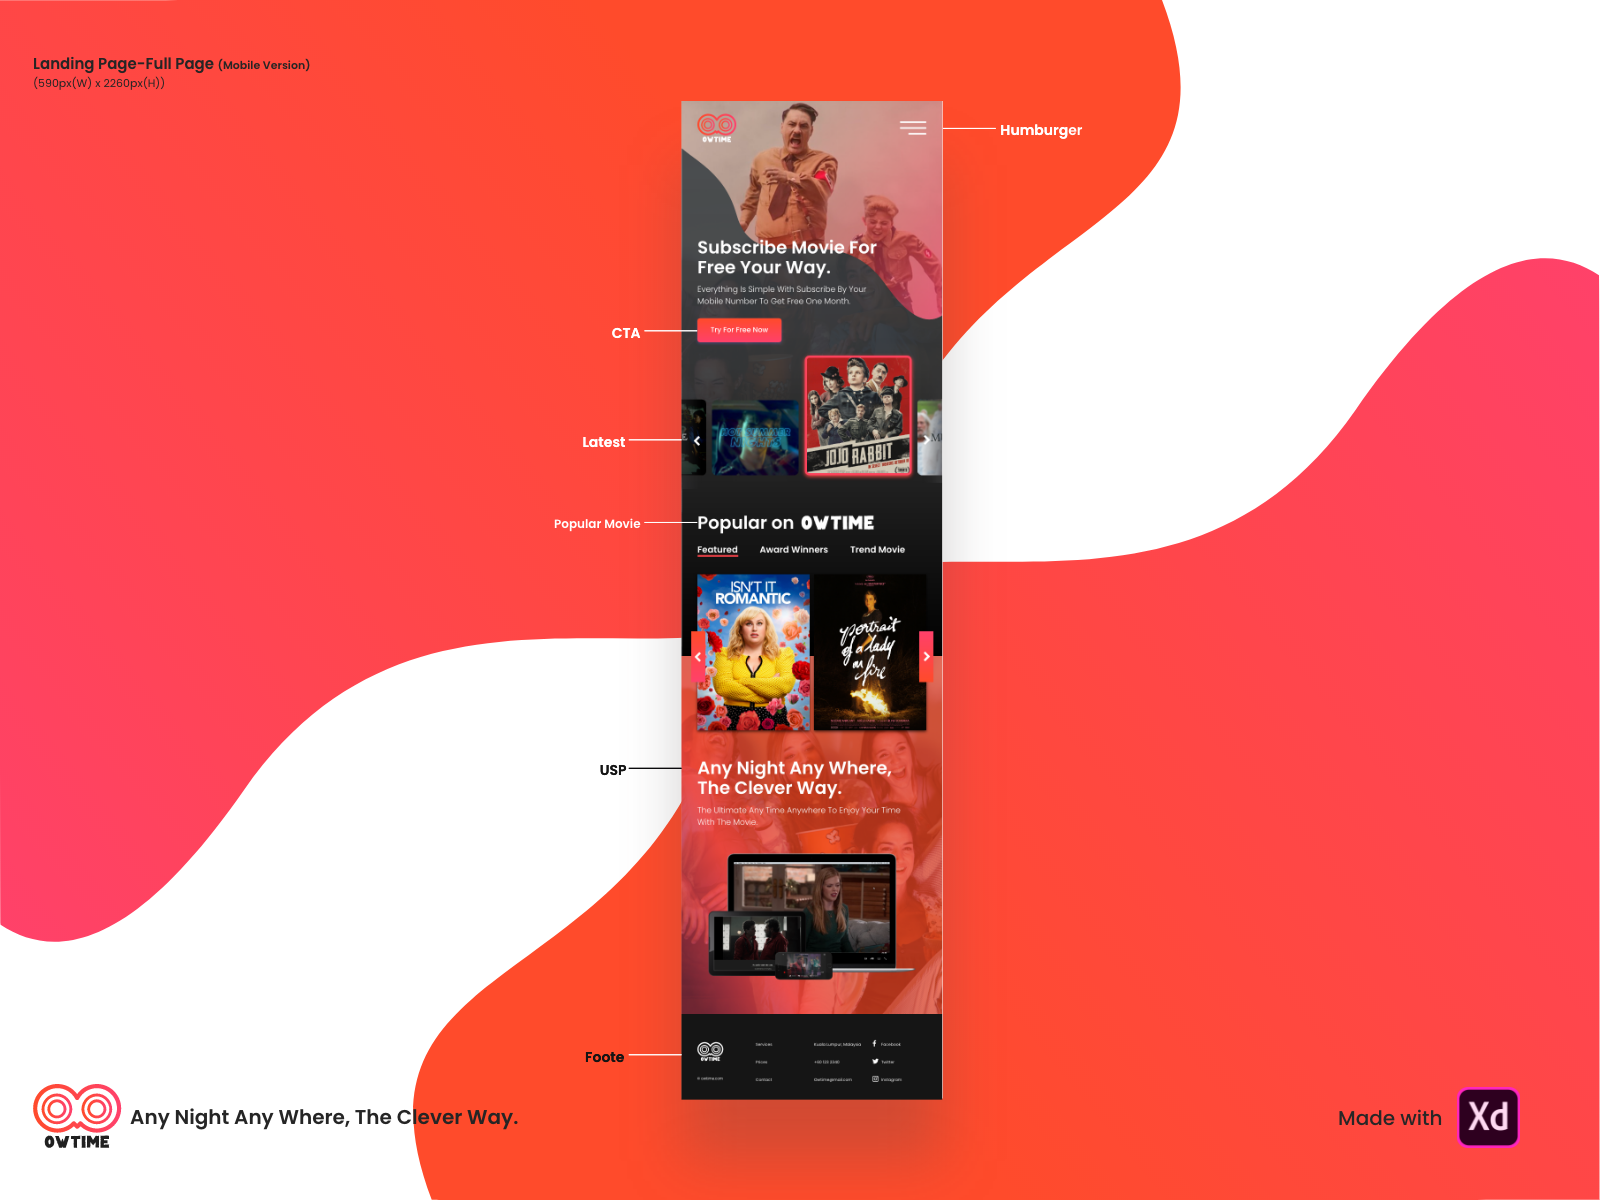 Landing Page-Full Page (Mobile Version)
(590px(W) x 2260px(H))
OWTIME
Humburger
Subscribe Movie For
Free Your Way.
Everything Is Simple With Subscribe By Your
Mobile Number To Get Free One Month.
CTA
Try For Free Now
Latest
JOJO RABBIT
Popular Movie
Popular on OWTIME
Featured
Award Winners
Trend Movie
ISN'T IT
ROMANTIC
portrait
of a lady
on fire
USP
Any Night Any Where,
The Clever Way.
The Ultimate Any Time Anywhere To Enjoy Your Time
With The Movie.
Foote
OWTIME
Services
Kuala Lumpur, Malaysia
Facebook
Prices
Twitter
Contact
Instagram
OWTIME
Any Night Any Where, The Clever Way.
Made with
Xd